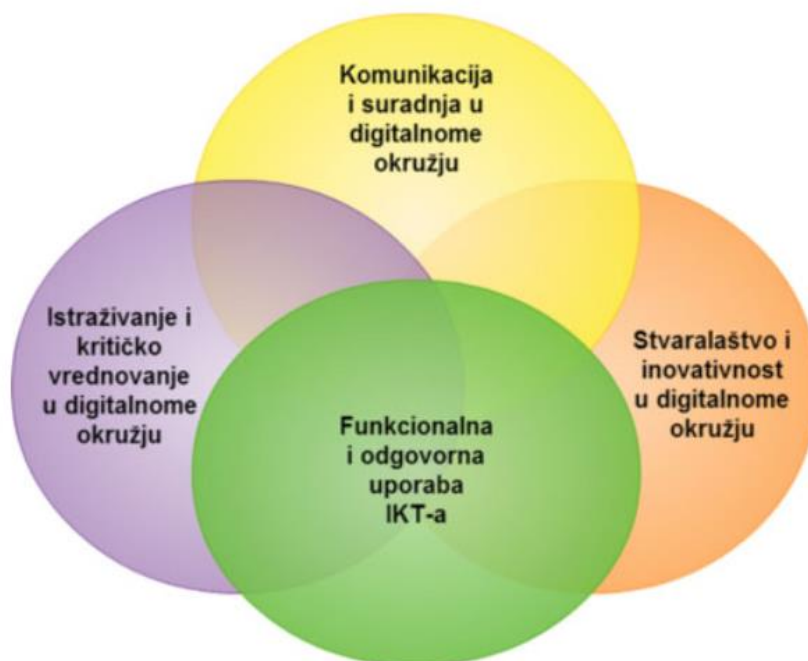 Komunikacija
i suradnja u
digitalnome
okružju
Istraživanje i
kritičko
vrednovanje
u digitalnome
okružju
Stvaralaštvo i
inovativnost
u digitalnome
okružju
Funkcionalna
i odgovorna
uporaba
IKT-a